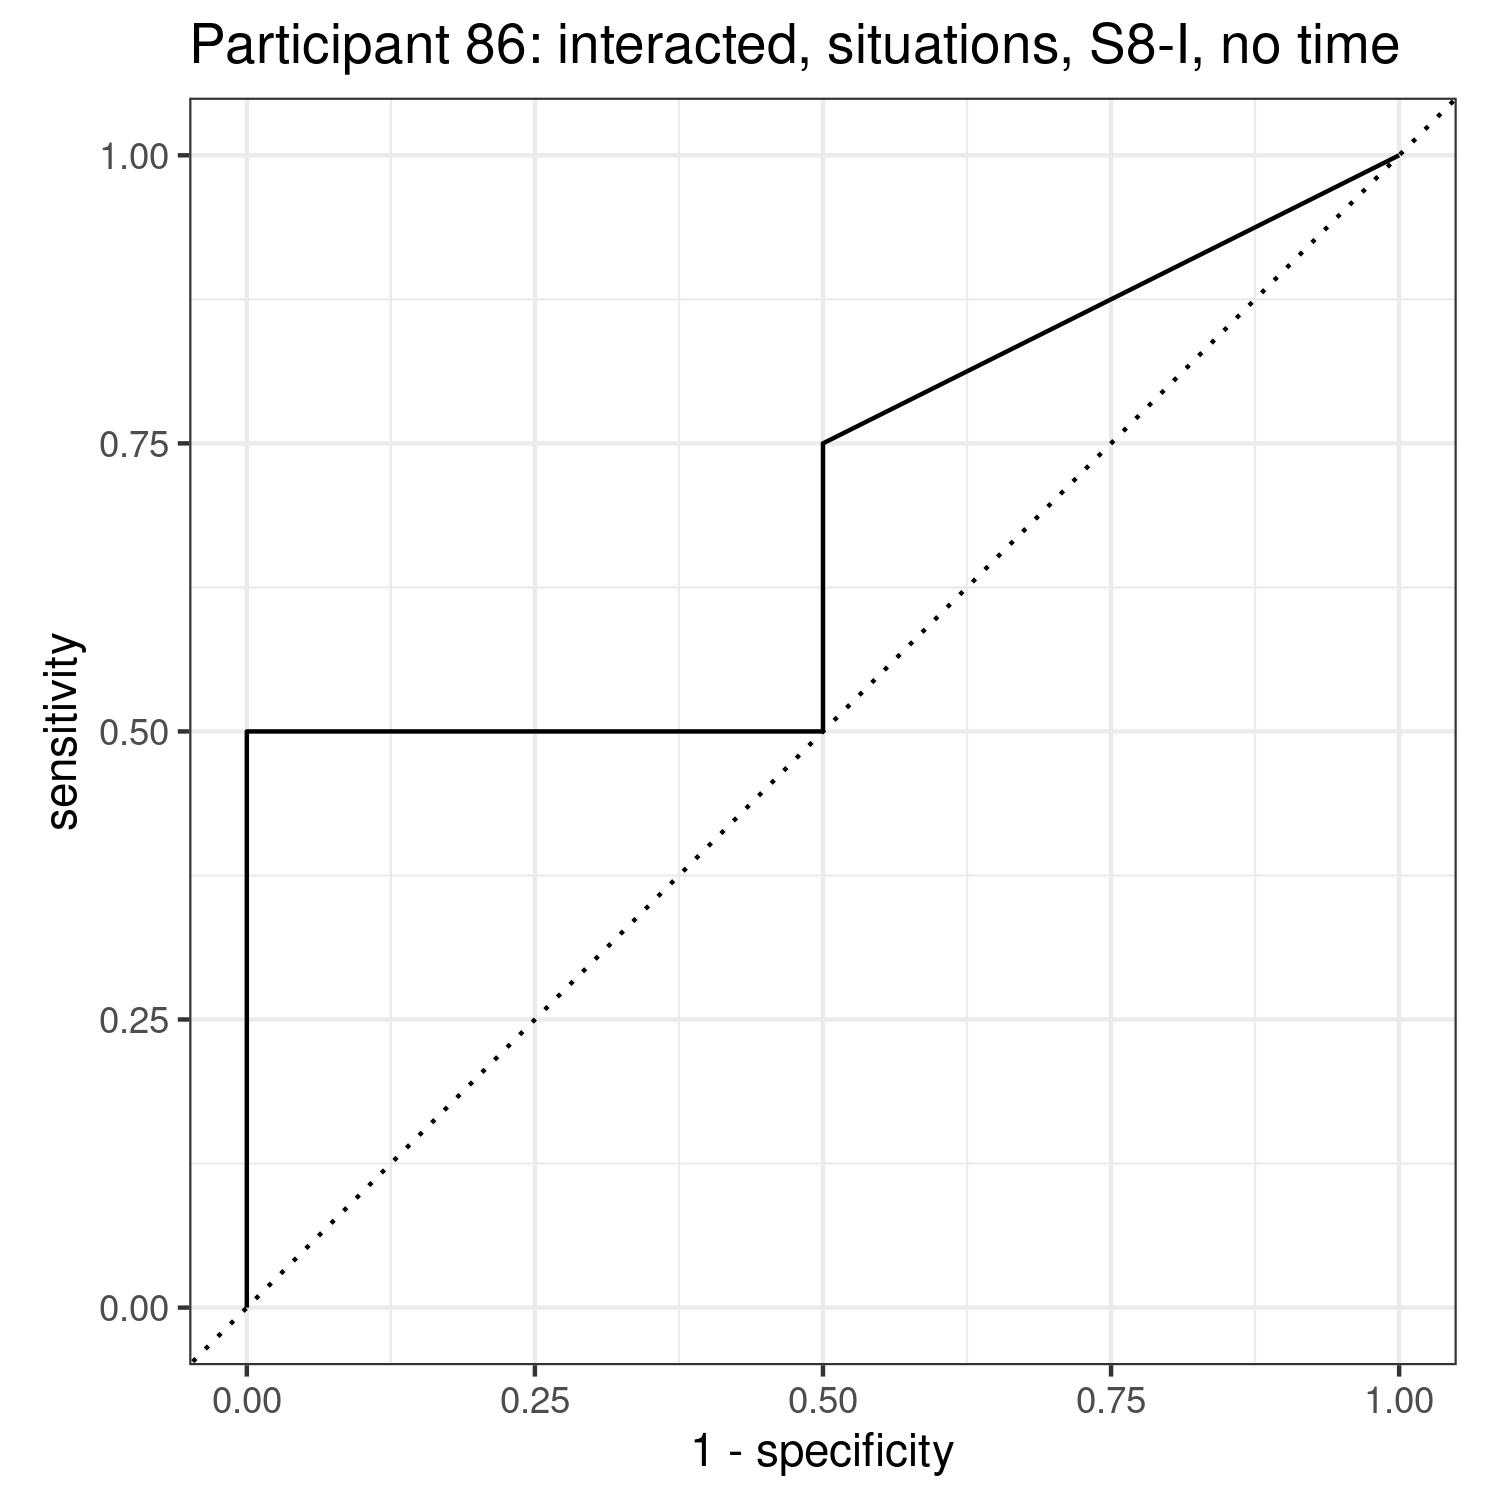 Participant 86: interacted, situations, S8-I, no time
1.00
0.75
0.50
0.25
0.00
sensitivity
0.00 0.25 0.50 0.75 1.00
1 - specificity